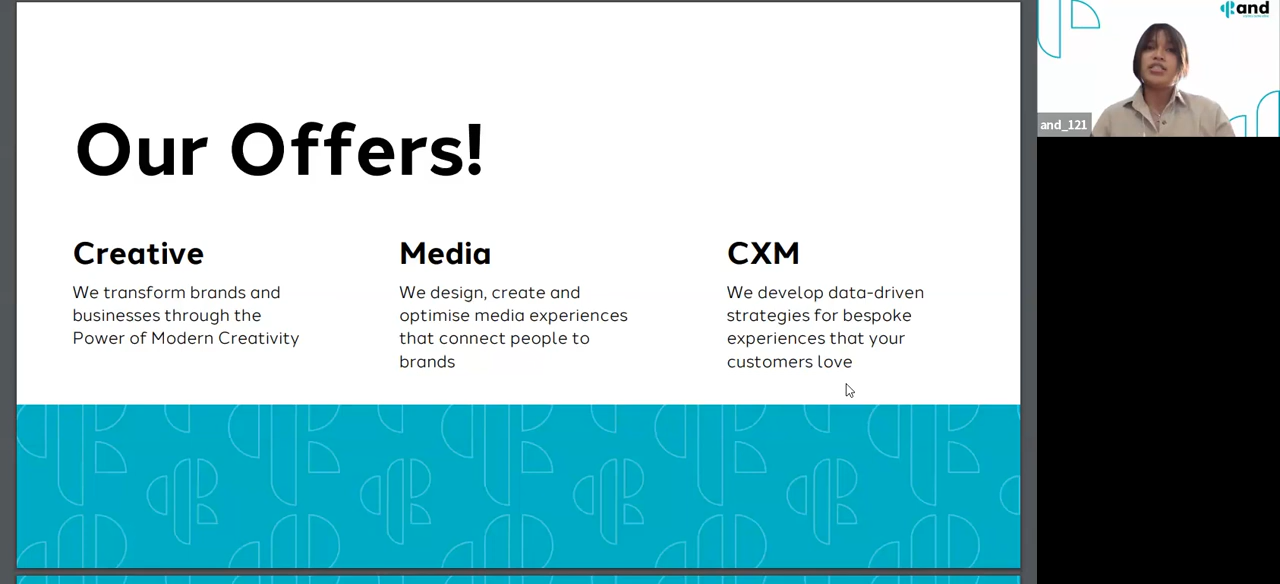 Our Offers!
Creative
We transform brands and
businesses through the
Power of Modern Creativity
Media
We design, create and
optimise media experiences
that connect people to
brands
CXM
We develop data-driven
strategies for bespoke
experiences that your
customers love
and
and_121